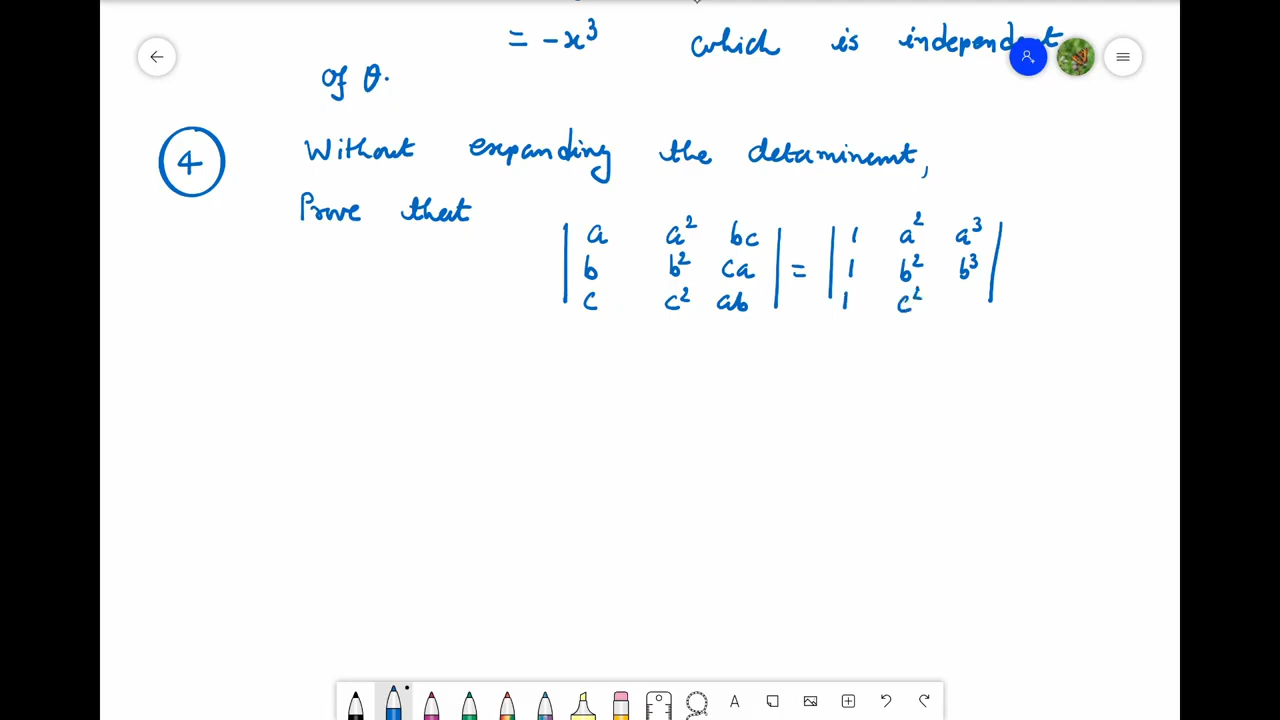 = -x³ which is independent
of θ.
4 Without expanding the determinant,
Prove that
| a a² bc | = | 1 a² a³ |
| b b² ca | | 1 b² b³ |
| c c² ab | | 1 c² |
A